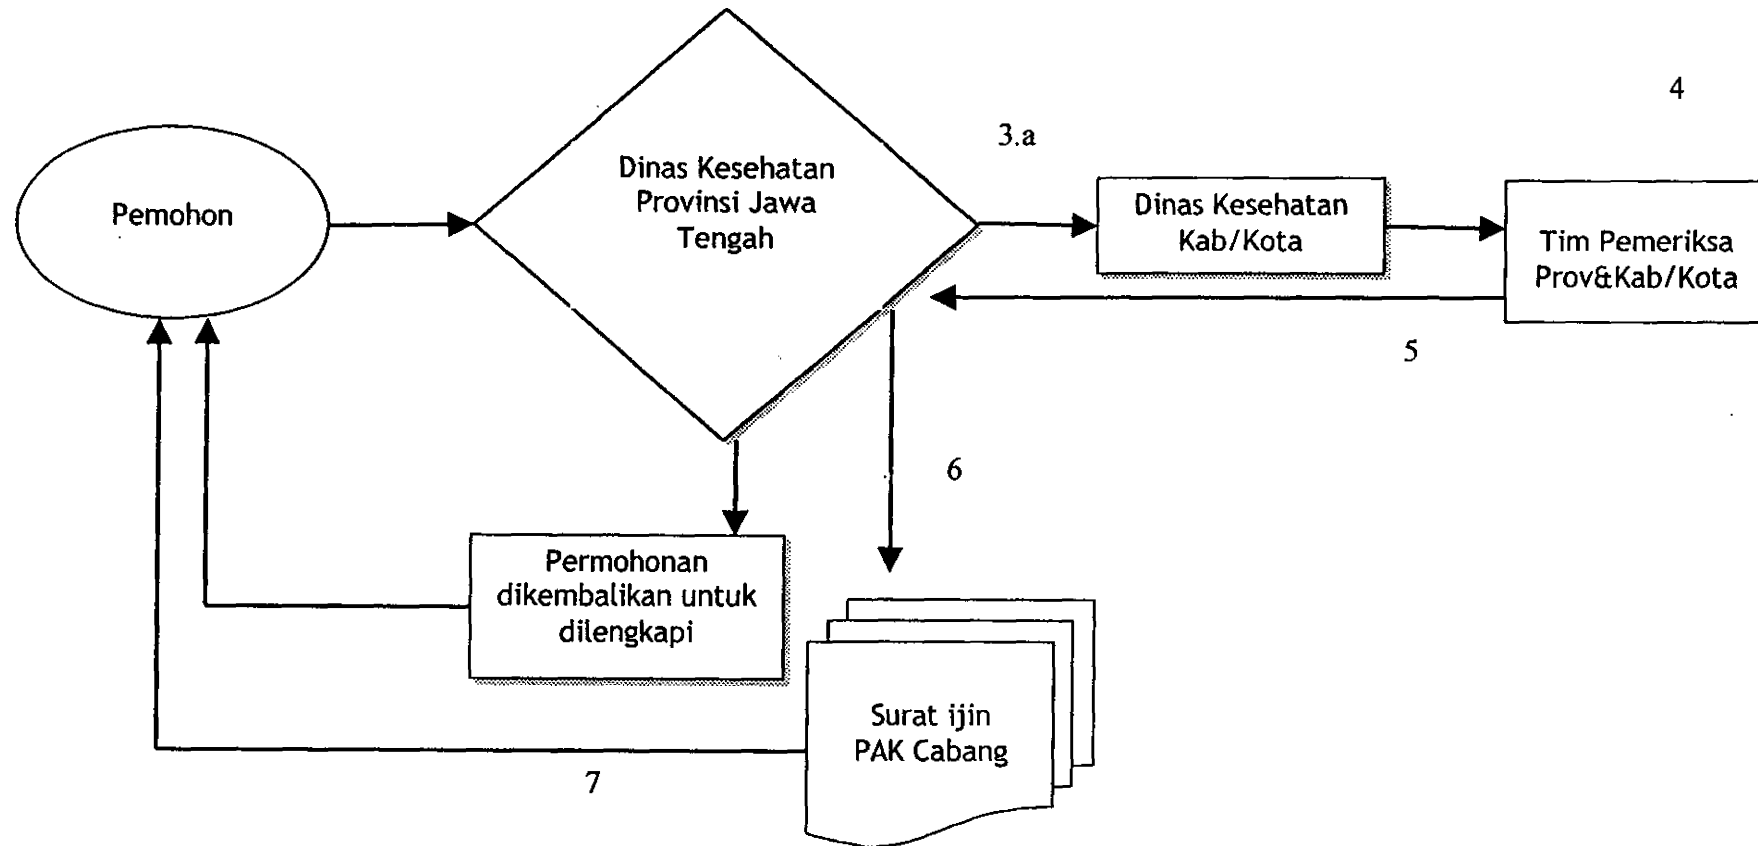 4
3.a
Dinas Kesehatan
Provinsi Jawa
Tengah
Pemohon
Dinas Kesehatan
Kab/Kota
Tim Pemeriksa
Prov&Kab/Kota
5
6
Permohonan
dikembalikan untuk
dilengkapi
Surat ijin
PAK Cabang
7